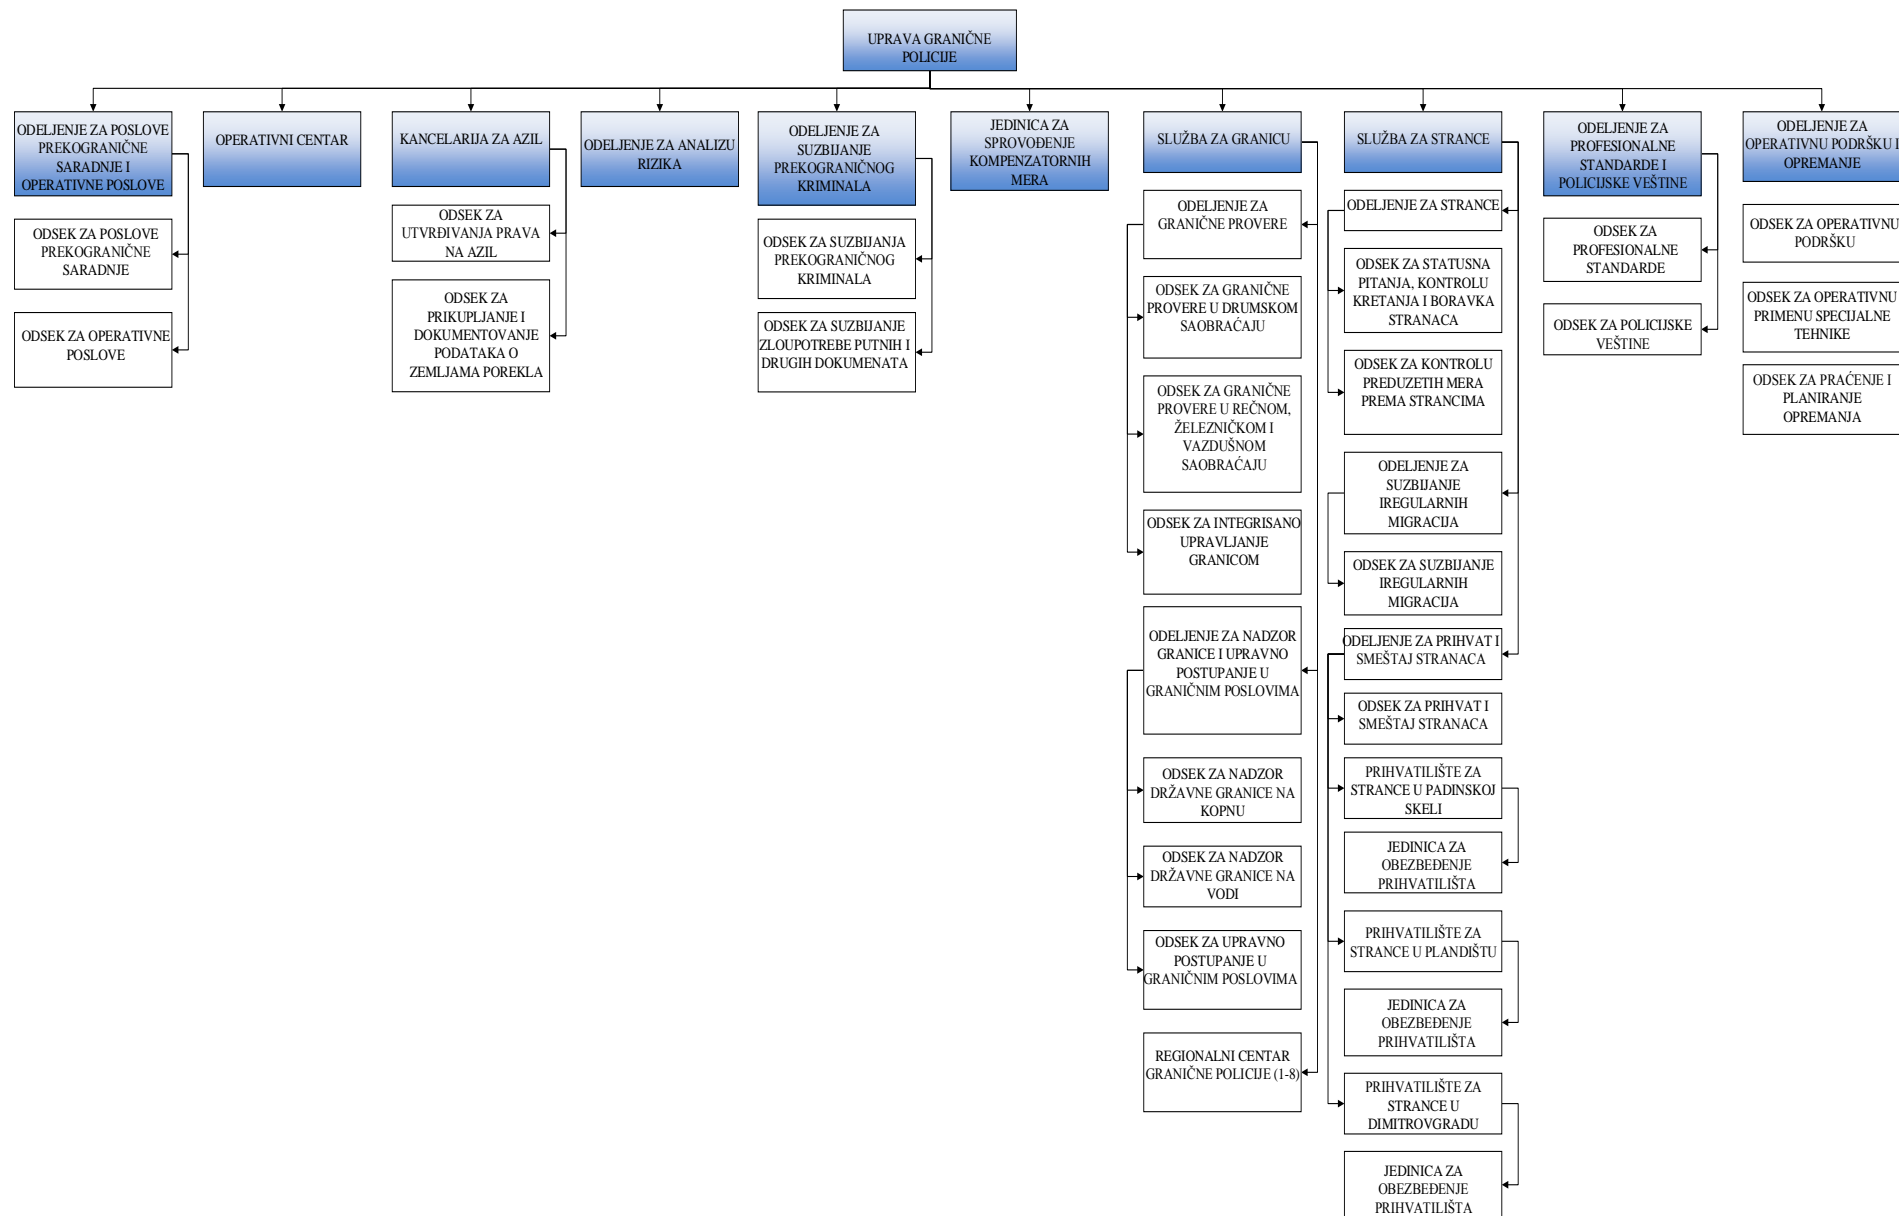 UPRAVA GRANIČNE
POLICIJE
ODELJENJE ZA POSLOVE
PREKOGRANIČNE
SARADNJE I
OPERATIVNE POSLOVE
ODSEK ZA POSLOVE
PREKOGRANIČNE
SARADNJE
ODSEK ZA OPERATIVNE
POSLOVE
OPERATIVNI CENTAR
KANCELARIJA ZA AZIL
ODSEK ZA
UTVRĐIVANJA PRAVA
NA AZIL
ODSEK ZA
PRIKUPLJANJE I
DOKUMENTOVANJE
PODATAKA O
ZEMLJAMA POREKLA
ODELJENJE ZA ANALIZU
RIZIKA
ODELJENJE ZA
SUZBIJANJE
PREKOGRANIČNOG
KRIMINALA
ODSEK ZA SUZBIJANJA
PREKOGRANIČNOG
KRIMINALA
ODSEK ZA SUZBIJANJE
ZLOUPOTREBE PUTNIH I
DRUGIH DOKUMENATA
JEDINICA ZA
SPROVOĐENJE
KOMPENZATORNIH
MERA
SLUŽBA ZA GRANICU
ODELJENJE ZA
GRANIČNE PROVERE
ODSEK ZA GRANIČNE
PROVERE U DRUMSKOM
SAOBRAĆAJU
ODSEK ZA GRANIČNE
PROVERE U REČNOM,
ŽELEZNIČKOM I
VAZDUŠNOM
SAOBRAĆAJU
ODSEK ZA INTEGRISANO
UPRAVLJANJE
GRANICOM
ODELJENJE ZA NADZOR
GRANICE I UPRAVNO
POSTUPANJE U
GRANIČNIM POSLOVIMA
ODSEK ZA NADZOR
DRŽAVNE GRANICE NA
KOPNU
ODSEK ZA NADZOR
DRŽAVNE GRANICE NA
VODI
ODSEK ZA UPRAVNO
POSTUPANJE U
GRANIČNIM POSLOVIMA
REGIONALNI CENTAR
GRANIČNE POLICIJE (1-8)
SLUŽBA ZA STRANCE
ODELJENJE ZA STRANCE
ODSEK ZA STATUSNA
PITANJA, KONTROLU
KRETANJA I BORAVKA
STRANACA
ODSEK ZA KONTROLU
PREDUZETIH MERA
PREMA STRANCIMA
ODELJENJE ZA
SUZBIJANJE
IREGULARNIH
MIGRACIJA
ODSEK ZA SUZBIJANJE
IREGULARNIH
MIGRACIJA
ODELJENJE ZA PRIHVAT I
SMEŠTAJ STRANACA
ODSEK ZA PRIHVAT I
SMEŠTAJ STRANACA
PRIHVATILIŠTE ZA
STRANCE U PADINSKOJ
SKELI
JEDINICA ZA
OBEZBEĐENJE
PRIHVATILIŠTA
PRIHVATILIŠTE ZA
STRANCE U PLANDIŠTU
JEDINICA ZA
OBEZBEĐENJE
PRIHVATILIŠTA
PRIHVATILIŠTE ZA
STRANCE U
DIMITROVGRADU
JEDINICA ZA
OBEZBEĐENJE
PRIHVATILIŠTA
ODELJENJE ZA
PROFESIONALNE
STANDARDE I
POLICIJSKE VEŠTINE
ODSEK ZA
PROFESIONALNE
STANDARDE
ODSEK ZA POLICIJSKE
VEŠTINE
ODELJENJE ZA
OPERATIVNU PODRŠKU I
OPREMANJE
ODSEK ZA OPERATIVNU
PODRŠKU
ODSEK ZA OPERATIVNU
PRIMENU SPECIJALNE
TEHNIKE
ODSEK ZA PRAĆENJE I
PLANIRANJE
OPREMANJA